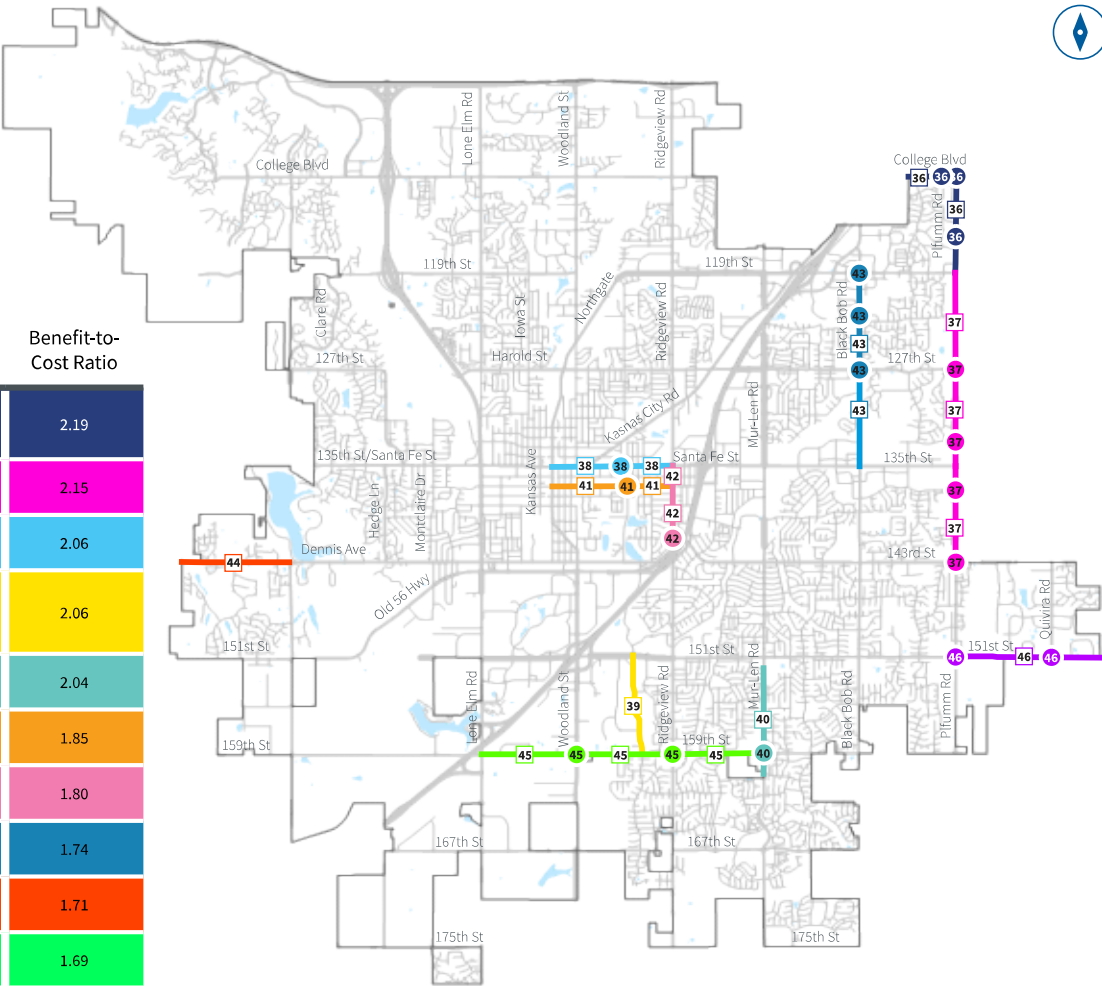 Benefit-to-
Cost Ratio
2.19
2.15
2.06
2.06
2.04
1.85
1.80
1.74
1.71
1.69
Lone Elm Rd
Woodland St
Ridgeview Rd
College Blvd
College Blvd
36
36
36
36
Pflfumm Rd
36
119th St
119th St
Northgate
Clare Rd
Iowa St
Ridgeview Rd
Black Bob Rd
43
43
43
43
43
37
37
37
37
37
37
37
127th St
Harold St
127th St
Mur-Len Rd
Kasnas City Rd
135th St/Santa Fe St
Santa Fe St
135th St
38
38
38
41
41
41
42
42
42
Kansas Ave
Hedge Ln
Montclaire Dr
Dennis Ave
44
143rd St
Old 56 Hwy
Quivira Rd
151st St
151st St
151st St
46
46
46
Lone Elm Rd
Woodland St
Ridgeview Rd
Mur-Len Rd
Black Bob Rd
Plfumm Rd
39
40
40
159th St
159th St
45
45
45
45
45
167th St
167th St
175th St
175th St